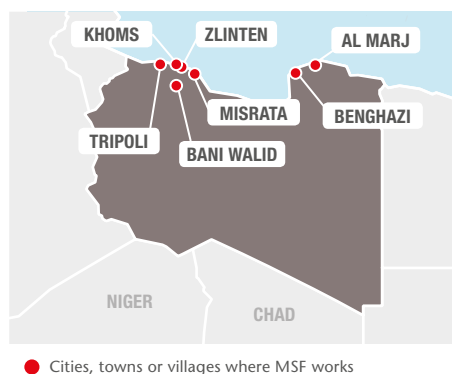 KHOMS
ZLINTEN
AL MARJ
MISRATA
BENGHAZI
TRIPOLI
BANI WALID
NIGER
CHAD
Cities, towns or villages where MSF works